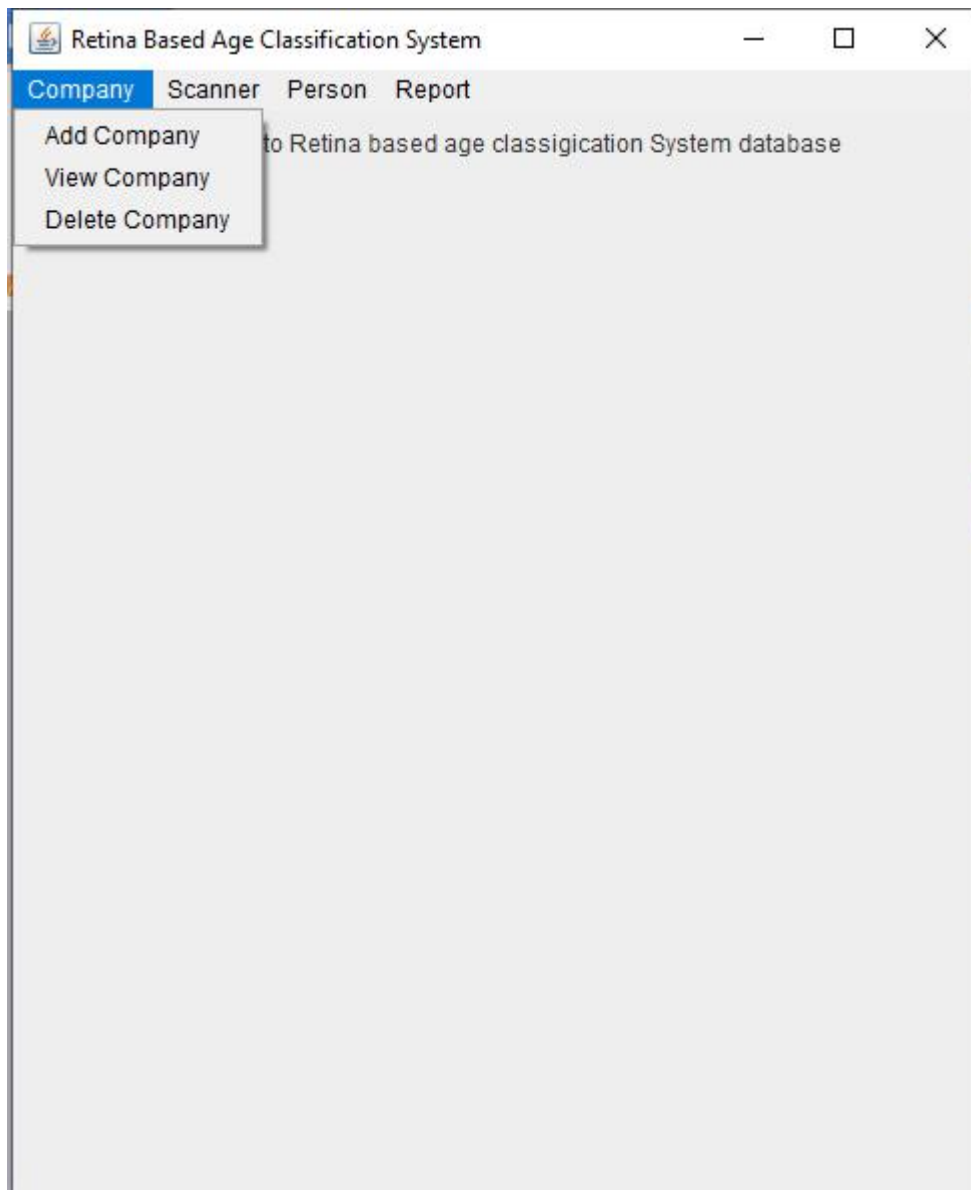 Retina Based Age Classification System
Company Scanner Person Report
Add Company
to Retina based age classigication System database
View Company
Delete Company